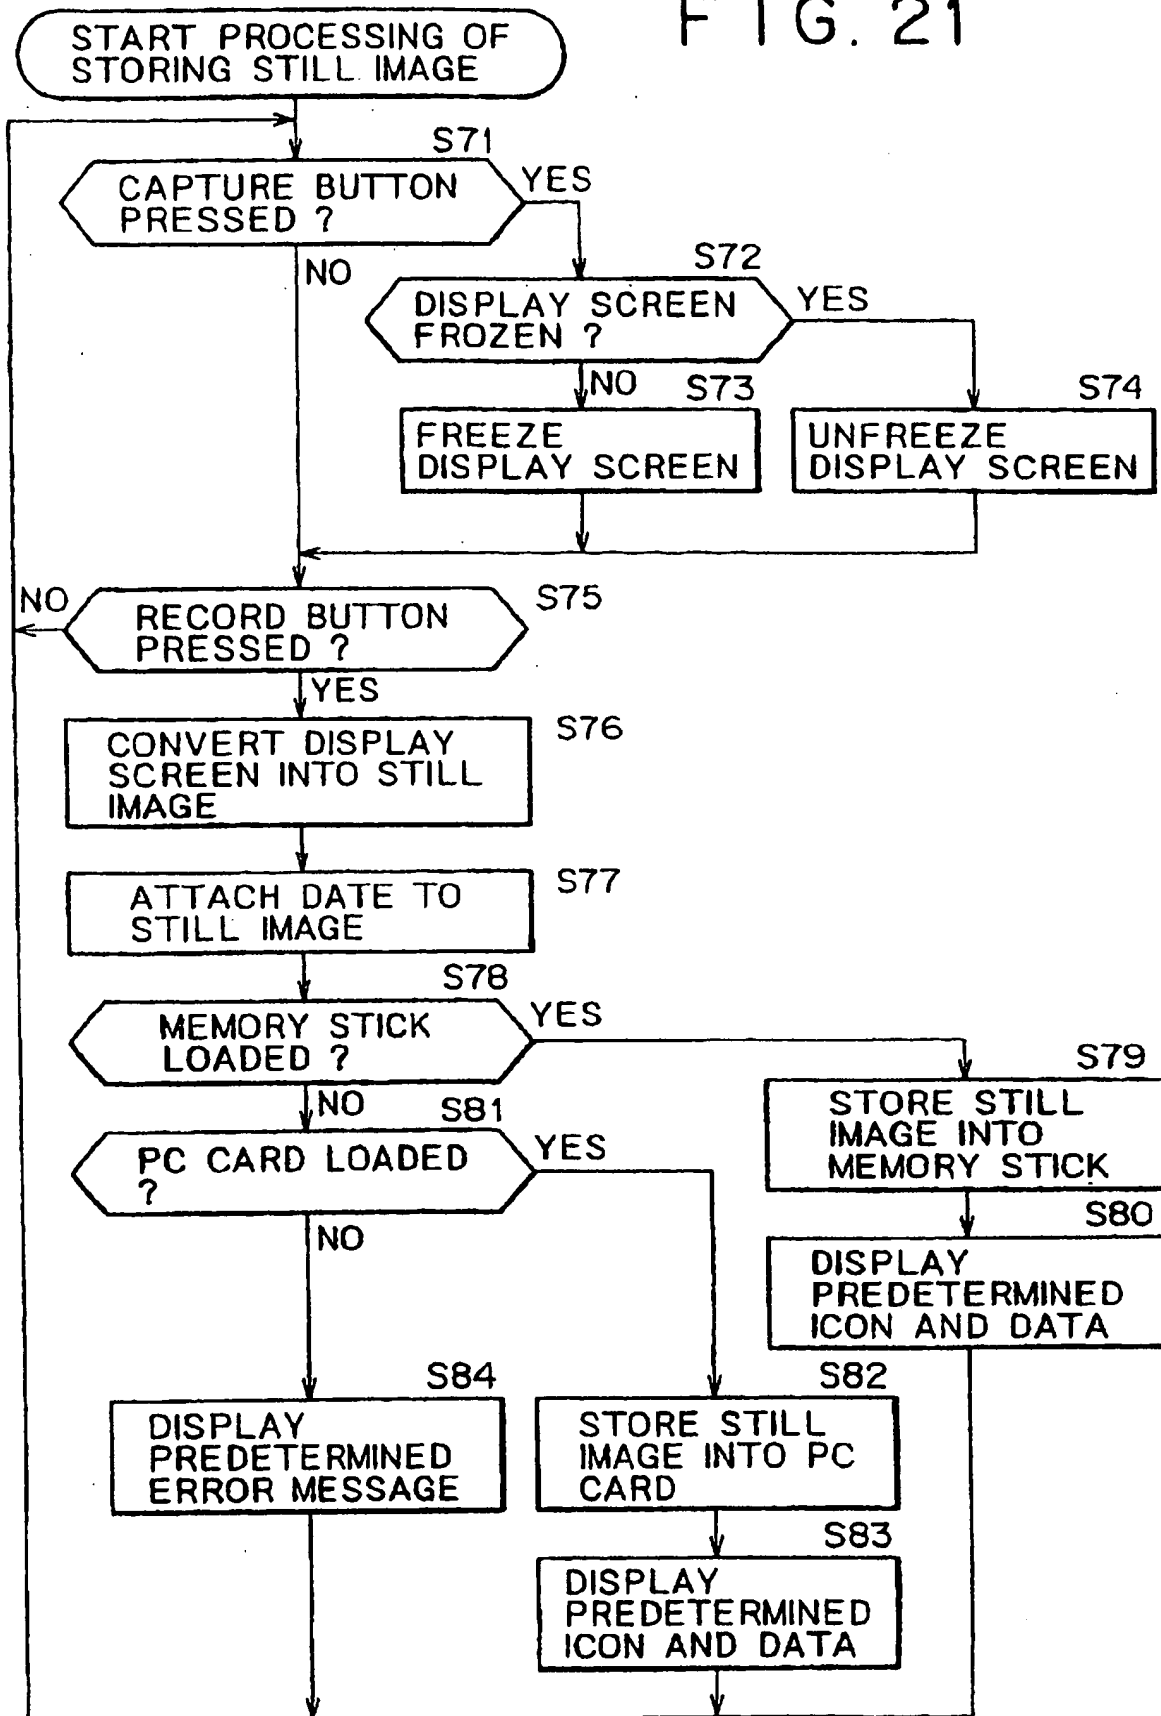 FIG. 21
START PROCESSING OF
STORING STILL IMAGE
S71
CAPTURE BUTTON
PRESSED ?
YES
NO
S72
DISPLAY SCREEN
FROZEN ?
YES
NO
S73
FREEZE
DISPLAY SCREEN
S74
UNFREEZE
DISPLAY SCREEN
NO
S75
RECORD BUTTON
PRESSED ?
YES
S76
CONVERT DISPLAY
SCREEN INTO STILL
IMAGE
S77
ATTACH DATE TO
STILL IMAGE
S78
MEMORY STICK
LOADED ?
YES
NO
S79
STORE STILL
IMAGE INTO
MEMORY STICK
S81
PC CARD LOADED
?
YES
NO
S80
DISPLAY
PREDETERMINED
ICON AND DATA
S84
DISPLAY
PREDETERMINED
ERROR MESSAGE
S82
STORE STILL
IMAGE INTO PC
CARD
S83
DISPLAY
PREDETERMINED
ICON AND DATA